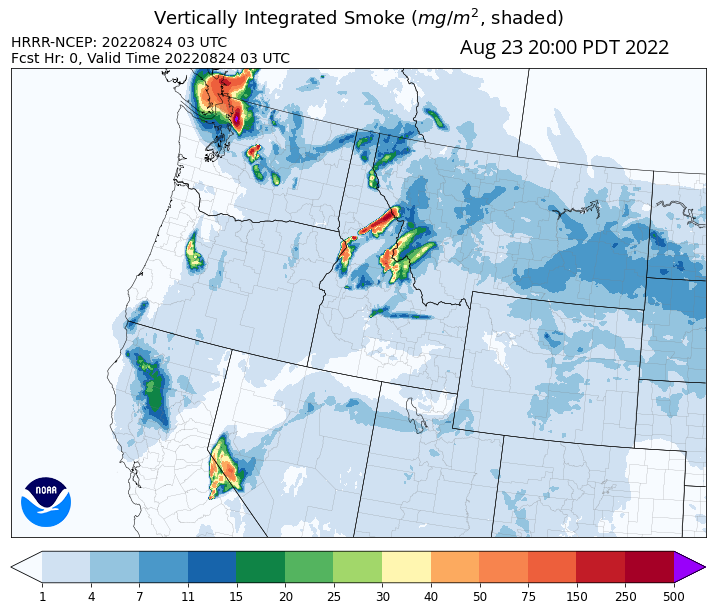 Vertically Integrated Smoke (mg/m², shaded)
HRRR-NCEP: 20220824 03 UTC
Fcst Hr: 0, Valid Time 20220824 03 UTC
Aug 23 20:00 PDT 2022
NOAA
1 4 7 11 15 20 25 30 40 50 75 150 250 500